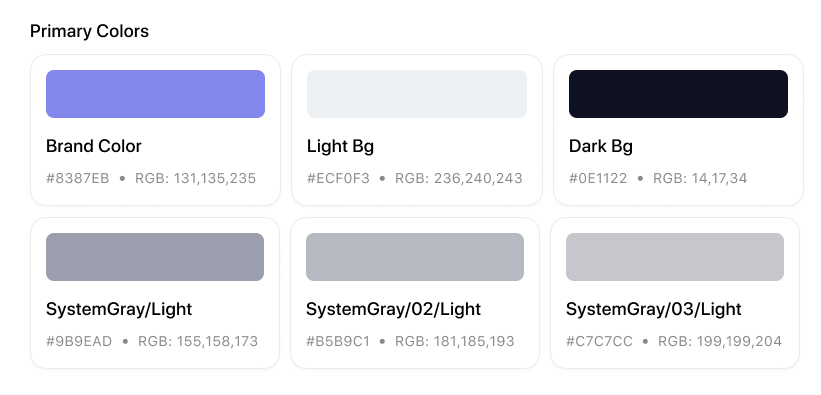 Primary Colors
Brand Color
#8387EB • RGB: 131,135,235
Light Bg
#ECF0F3 • RGB: 236,240,243
Dark Bg
#0E1122 • RGB: 14,17,34
SystemGray/Light
#9B9EAD • RGB: 155,158,173
SystemGray/02/Light
#B5B9C1 • RGB: 181,185,193
SystemGray/03/Light
#C7C7CC • RGB: 199,199,204